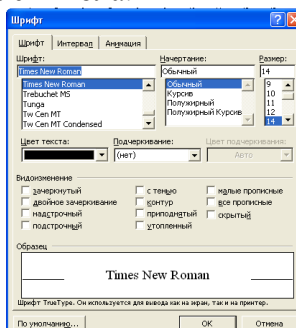 Шрифт
Шрифт Интервал Анимация
Шрифт: Начертание: Размер:
Times New Roman Обычный 14
Times New Roman Обычный 9
Trebuchet MS Курсив 10
Tunga Полужирный 11
Tw Cen MT Полужирный Курсив 12
Tw Cen MT Condensed 14
Цвет текста: Подчеркивание: Цвет подчеркивания:
(нет) Авто
Видоизменение
зачеркнутый с тенью малые прописные
двойное зачеркивание контур все прописные
надстрочный приподнятый скрытый
подстрочный утопленный
Образец
Times New Roman
Шрифт TrueType. Он используется для вывода как на экран, так и на принтер.
По умолчанию... ОК Отмена